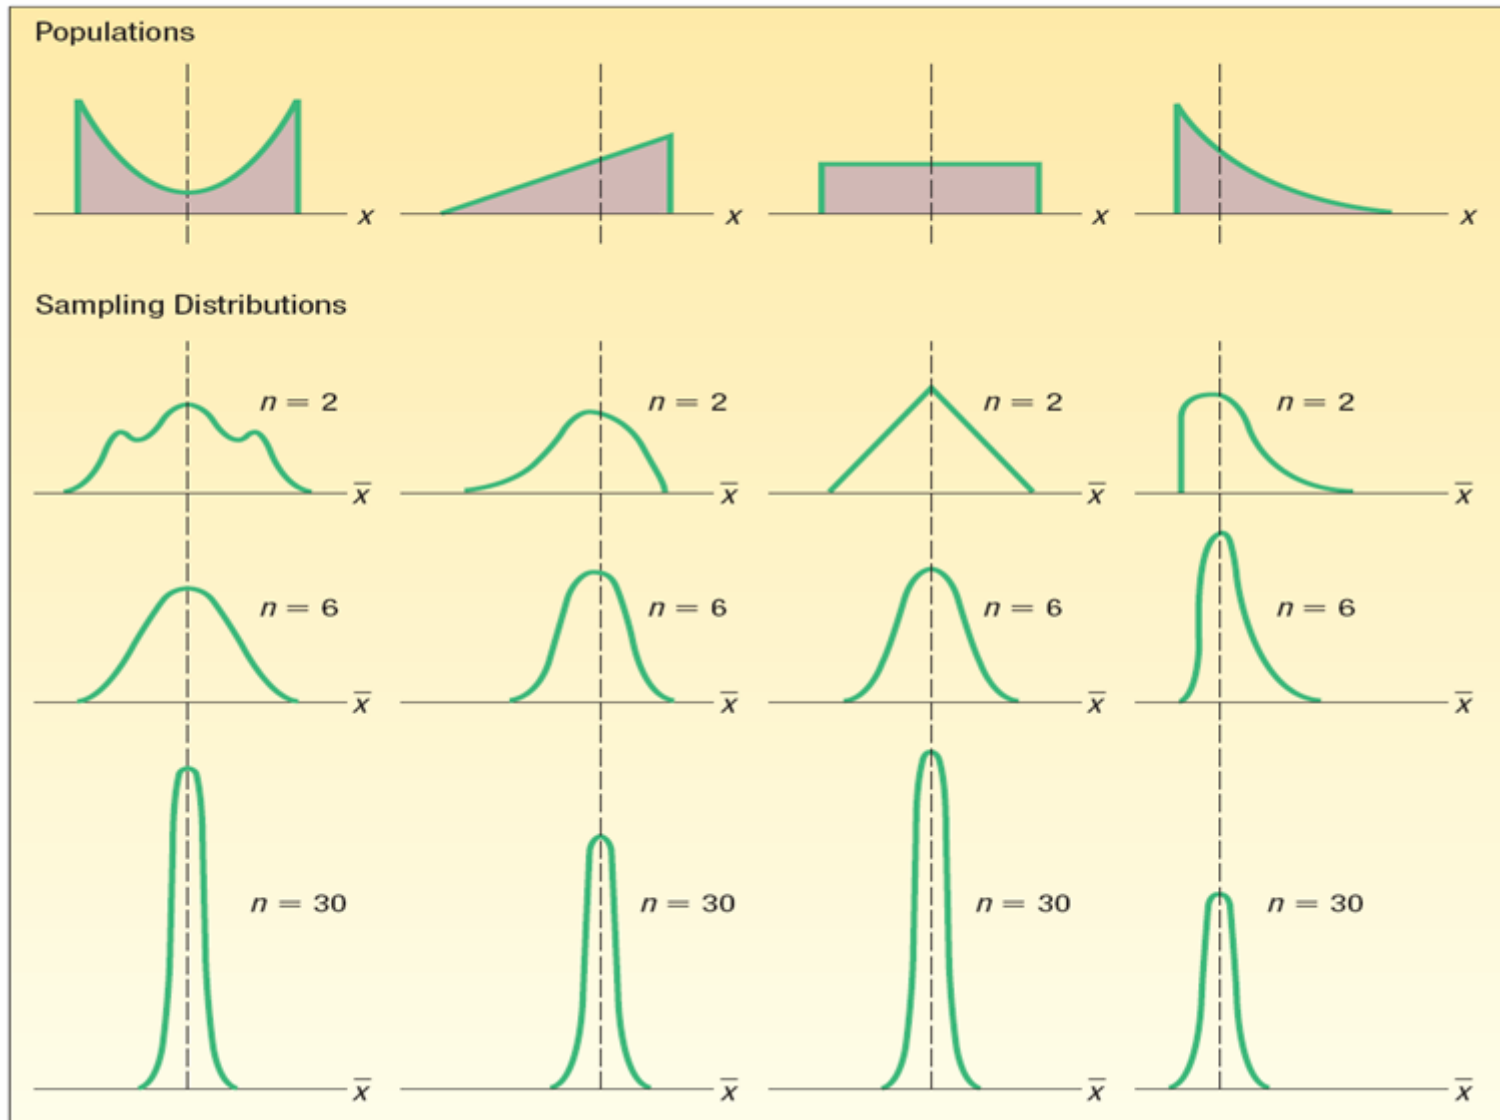 Populations
x x x x
Sampling Distributions
n = 2 n = 2 n = 2 n = 2
x̄ x̄ x̄ x̄
n = 6 n = 6 n = 6 n = 6
x̄ x̄ x̄ x̄
n = 30 n = 30 n = 30 n = 30
x̄ x̄ x̄ x̄